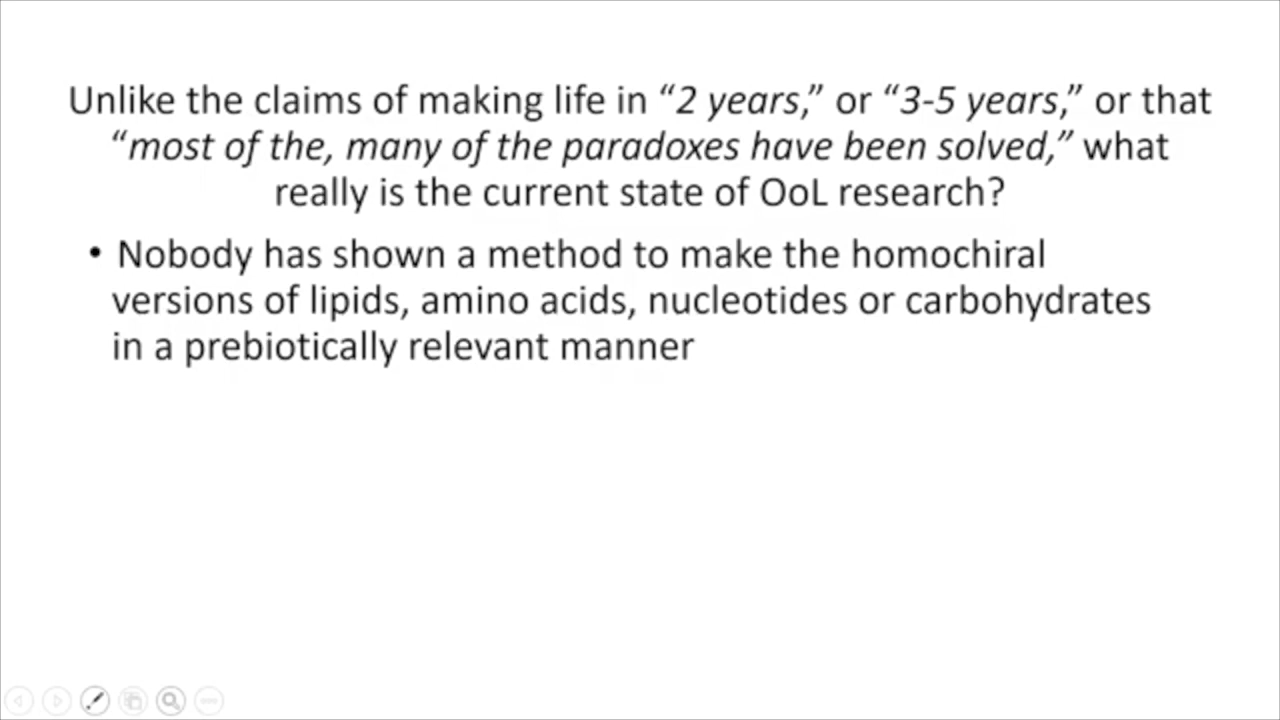 Unlike the claims of making life in “2 years,” or “3-5 years,” or that
“most of the, many of the paradoxes have been solved,” what
really is the current state of OoL research?
• Nobody has shown a method to make the homochiral
versions of lipids, amino acids, nucleotides or carbohydrates
in a prebiotically relevant manner